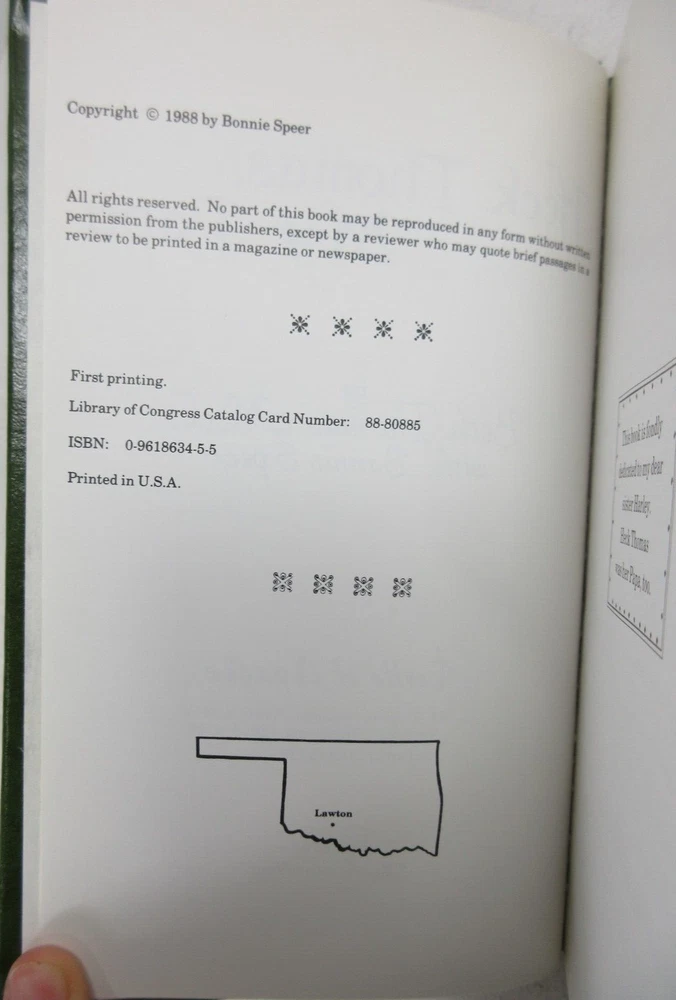 Copyright © 1988 by Bonnie Speer
All rights reserved. No part of this book may be reproduced in any form without written
permission from the publishers, except by a reviewer who may quote brief passages in a
review to be printed in a magazine or newspaper.
First printing.
Library of Congress Catalog Card Number: 88-80885
ISBN: 0-9618634-5-5
Printed in U.S.A.
Lawton
This book is fondly
dedicated to my dear
sister Harley.
Heck Thomas
was her Papa, too.